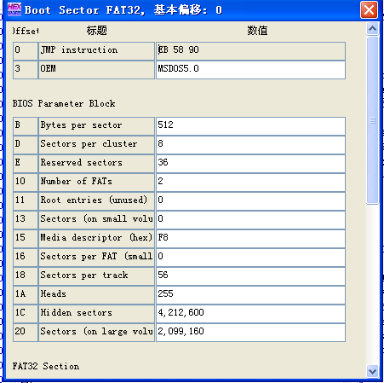 Boot Sector FAT32, 基本偏移: 0
Offset 标题 数值
0 JMP instruction EB 58 90
3 OEM MSDOS5.0
BIOS Parameter Block
B Bytes per sector 512
D Sectors per cluster 8
E Reserved sectors 36
10 Number of FATs 2
11 Root entries (unused) 0
13 Sectors (on small volu 0
15 Media descriptor (hex) F8
16 Sectors per FAT (small 0
18 Sectors per track 56
1A Heads 255
1C Hidden sectors 4,212,600
20 Sectors (on large volu 2,099,160
FAT32 Section